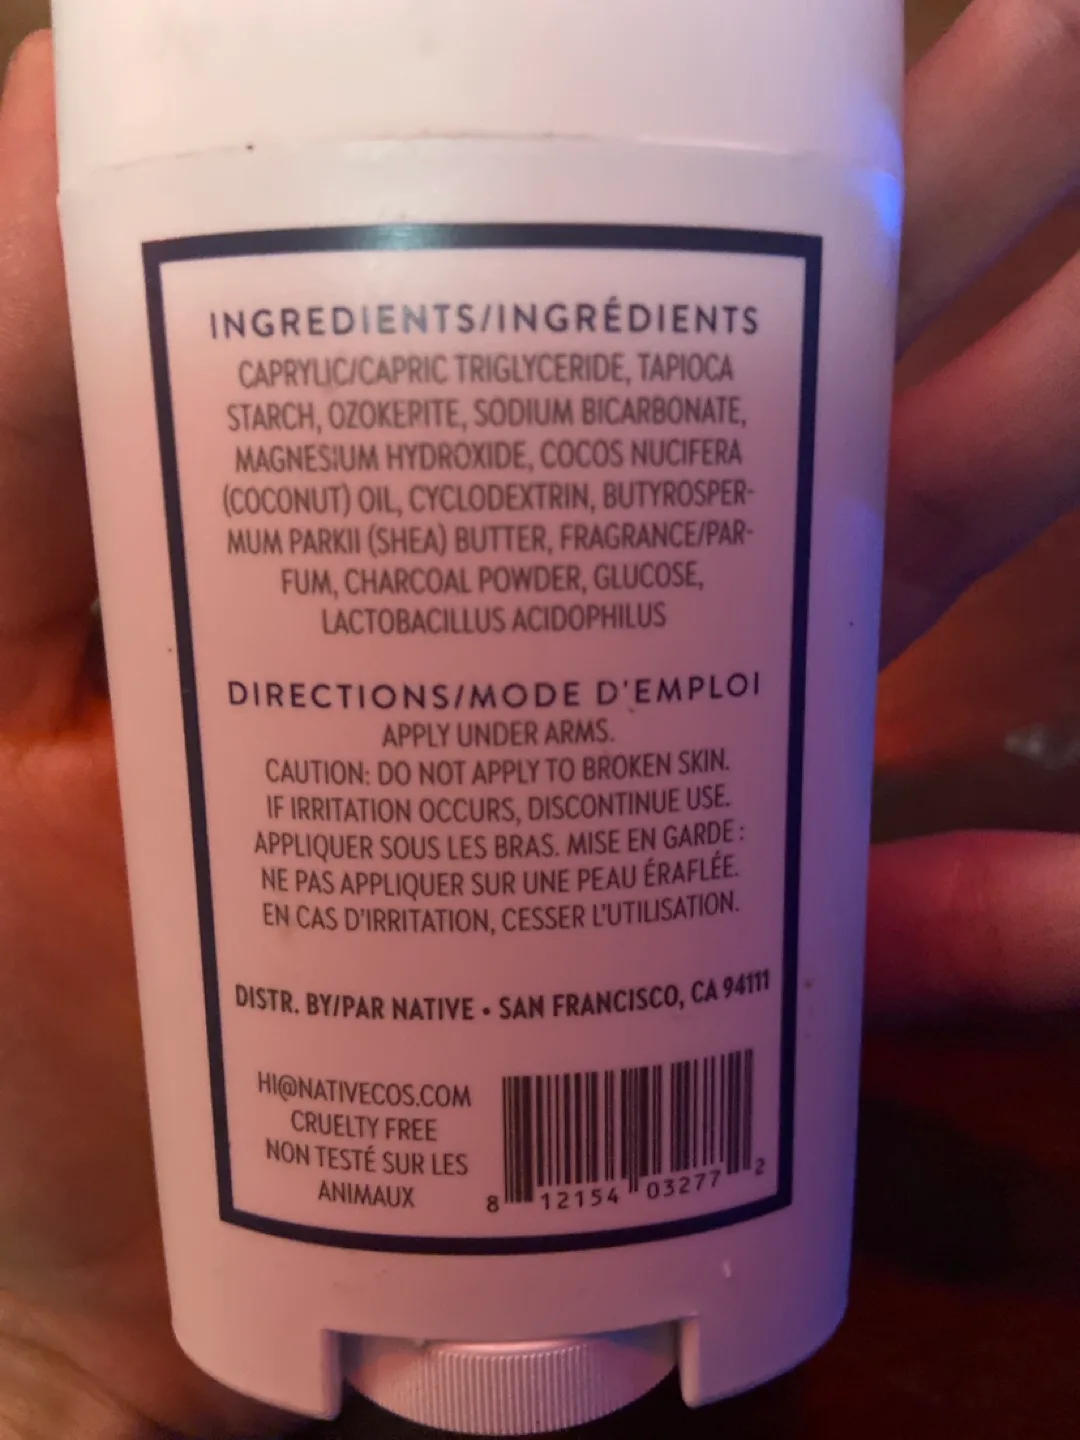 INGREDIENTS/INGRÉDIENTS
CAPRYLIC/CAPRIC TRIGLYCERIDE, TAPIOCA
STARCH, OZOKERITE, SODIUM BICARBONATE,
MAGNESIUM HYDROXIDE, COCOS NUCIFERA
(COCONUT) OIL, CYCLODEXTRIN, BUTYROSPER-
MUM PARKII (SHEA) BUTTER, FRAGRANCE/PAR-
FUM, CHARCOAL POWDER, GLUCOSE,
LACTOBACILLUS ACIDOPHILUS
DIRECTIONS/MODE D'EMPLOI
APPLY UNDER ARMS.
CAUTION: DO NOT APPLY TO BROKEN SKIN.
IF IRRITATION OCCURS, DISCONTINUE USE.
APPLIQUER SOUS LES BRAS. MISE EN GARDE :
NE PAS APPLIQUER SUR UNE PEAU ÉRAFLÉE.
EN CAS D'IRRITATION, CESSER L'UTILISATION.
DISTR. BY/PAR NATIVE • SAN FRANCISCO, CA 94111
HI@NATIVECOS.COM
CRUELTY FREE
NON TESTÉ SUR LES
ANIMAUX
8 12154 03277 2